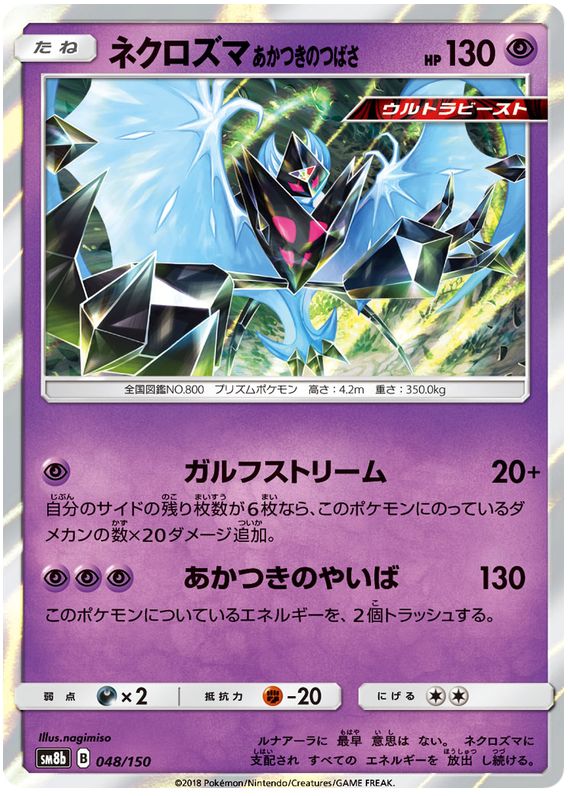 たね ネクロズマ あかつきのつばさ HP 130
ウルトラビースト
全国図鑑NO.800 プリズムポケモン 高さ：4.2m 重さ：350.0kg
ガルフストリーム 20+
自分のサイドの残り枚数が６枚なら、このポケモンにのっているダ
メカンの数×20ダメージ追加。
あかつきのやいば 130
このポケモンについているエネルギーを、２個トラッシュする。
弱点 ×2 抵抗力 -20 にげる
Illus.nagimiso
ルナアーラに 最早 意思は ない。 ネクロズマに
支配され すべての エネルギーを 放出 し続ける。
SM8b B 048/150
©2018 Pokémon/Nintendo/Creatures/GAME FREAK.